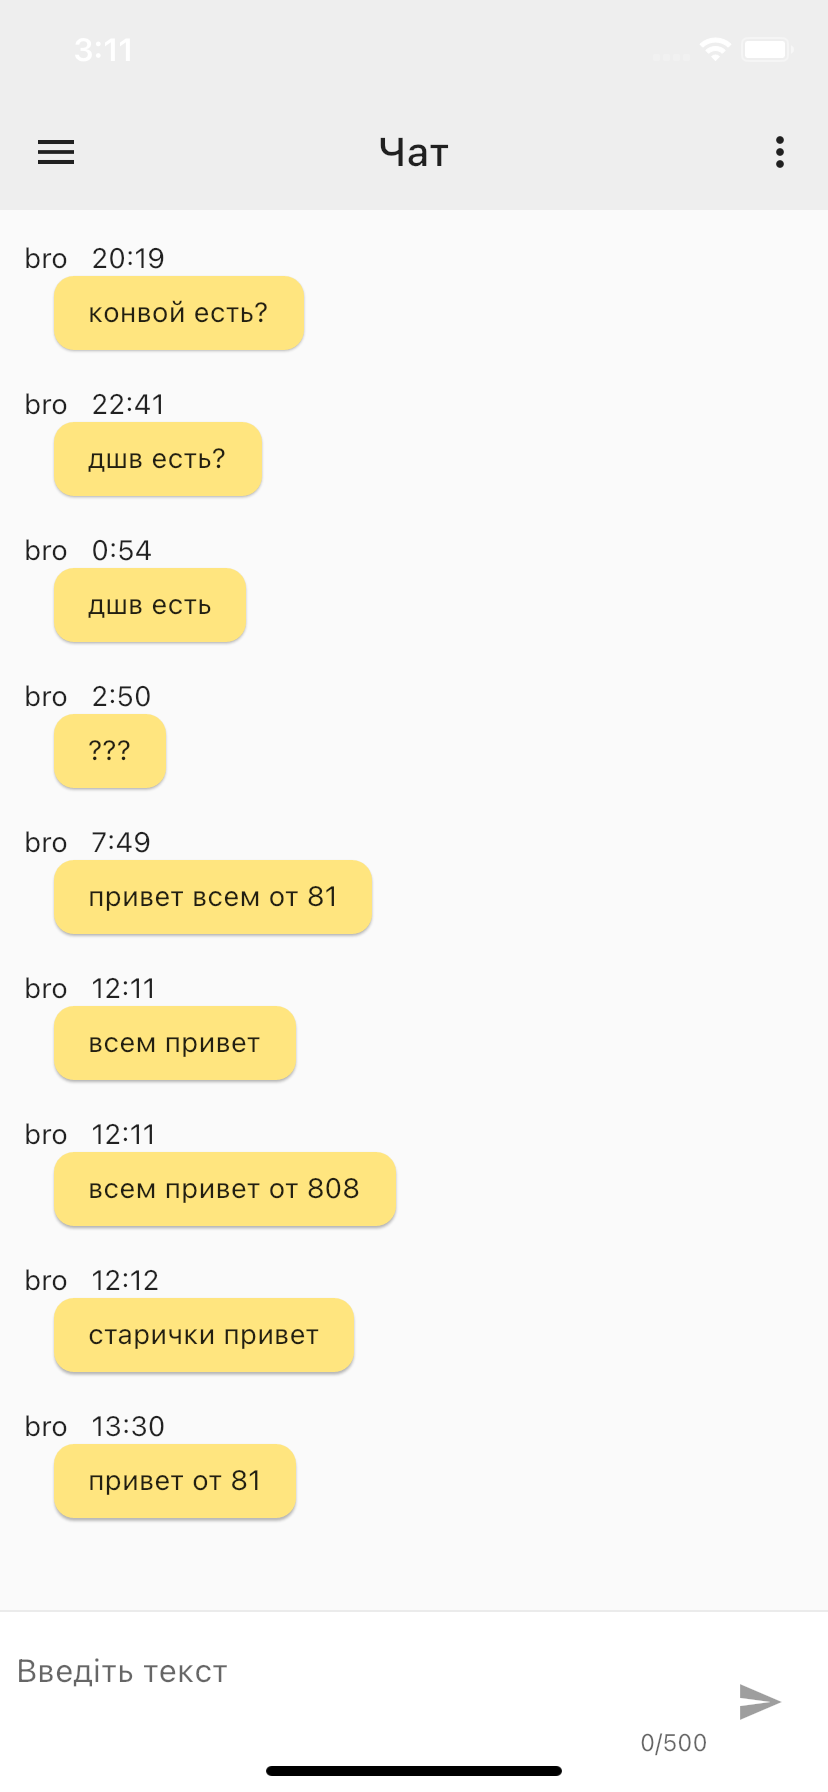 3:11
Чат
bro 20:19
конвой есть?
bro 22:41
дшв есть?
bro 0:54
дшв есть
bro 2:50
???
bro 7:49
привет всем от 81
bro 12:11
всем привет
bro 12:11
всем привет от 808
bro 12:12
старички привет
bro 13:30
привет от 81
Введіть текст
0/500